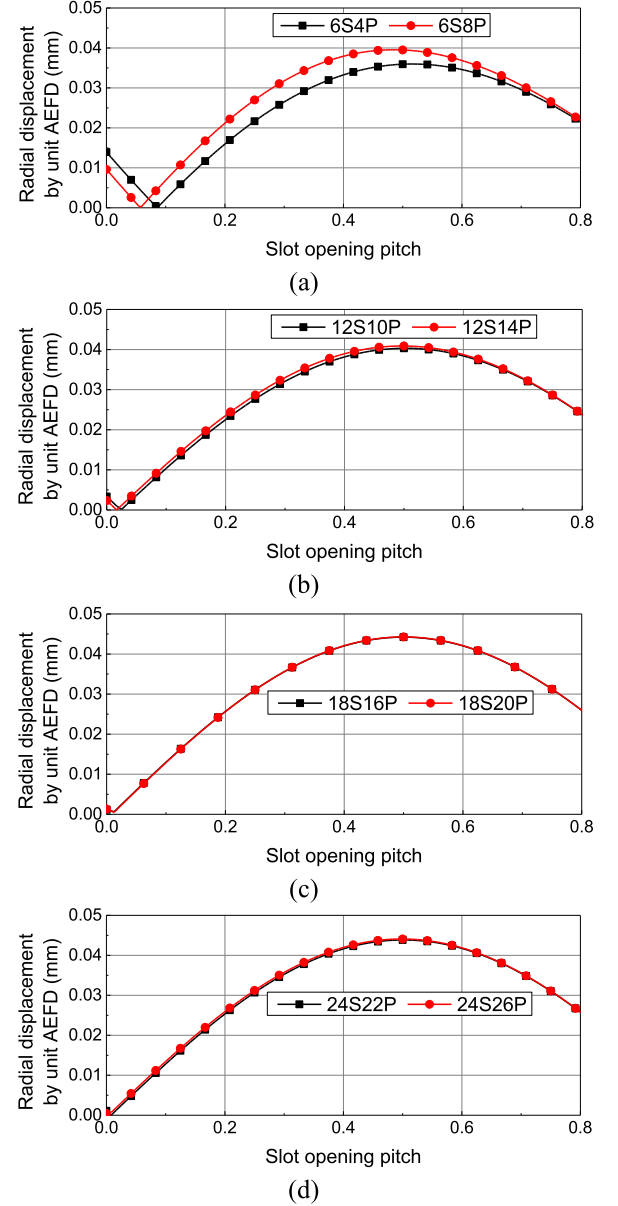 6S4P 6S8P
0.05
0.04
0.03
0.02
0.01
0.00
Radial displacement
by unit AEFD (mm)
0.0 0.2 0.4 0.6 0.8
Slot opening pitch
(a)
12S10P 12S14P
0.05
0.04
0.03
0.02
0.01
0.00
Radial displacement
by unit AEFD (mm)
0.0 0.2 0.4 0.6 0.8
Slot opening pitch
(b)
0.05
0.04
0.03
0.02
0.01
0.00
Radial displacement
by unit AEFD (mm)
18S16P 18S20P
0.0 0.2 0.4 0.6 0.8
Slot opening pitch
(c)
0.05
0.04
0.03
0.02
0.01
0.00
Radial displacement
by unit AEFD (mm)
24S22P 24S26P
0.0 0.2 0.4 0.6 0.8
Slot opening pitch
(d)